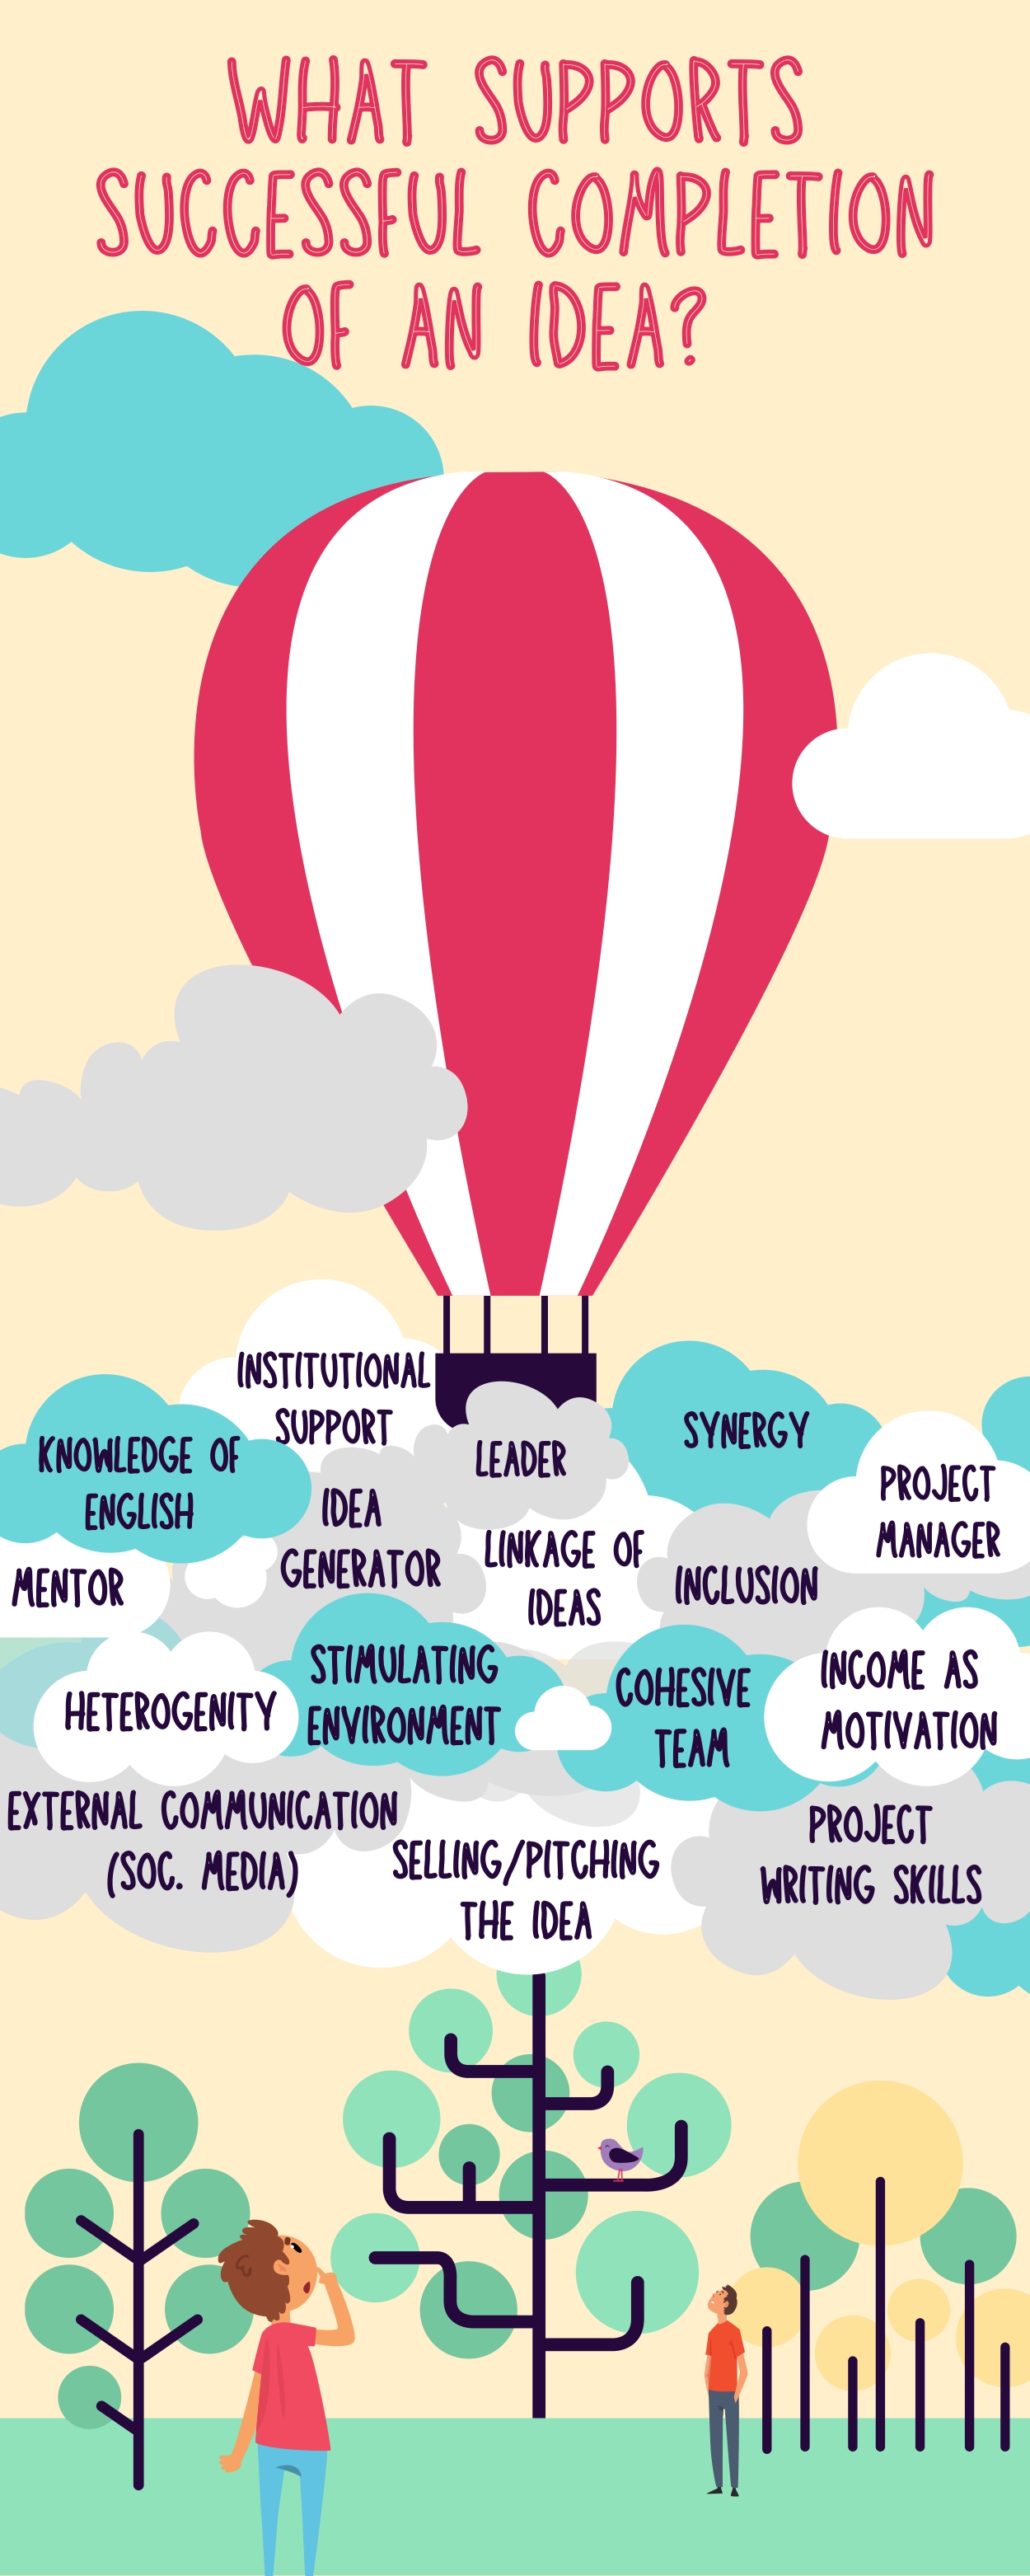 WHAT SUPPORTS
SUCCESSFUL COMPLETION
OF AN IDEA?
INSTITUTIONAL
SUPPORT
KNOWLEDGE OF
ENGLISH
LEADER
SYNERGY
PROJECT
MANAGER
IDEA
GENERATOR
LINKAGE OF
IDEAS
MENTOR
INCLUSION
STIMULATING
ENVIRONMENT
HETEROGENITY
COHESIVE
TEAM
INCOME AS
MOTIVATION
EXTERNAL COMMUNICATION
(SOC. MEDIA)
SELLING/PITCHING
THE IDEA
PROJECT
WRITING SKILLS